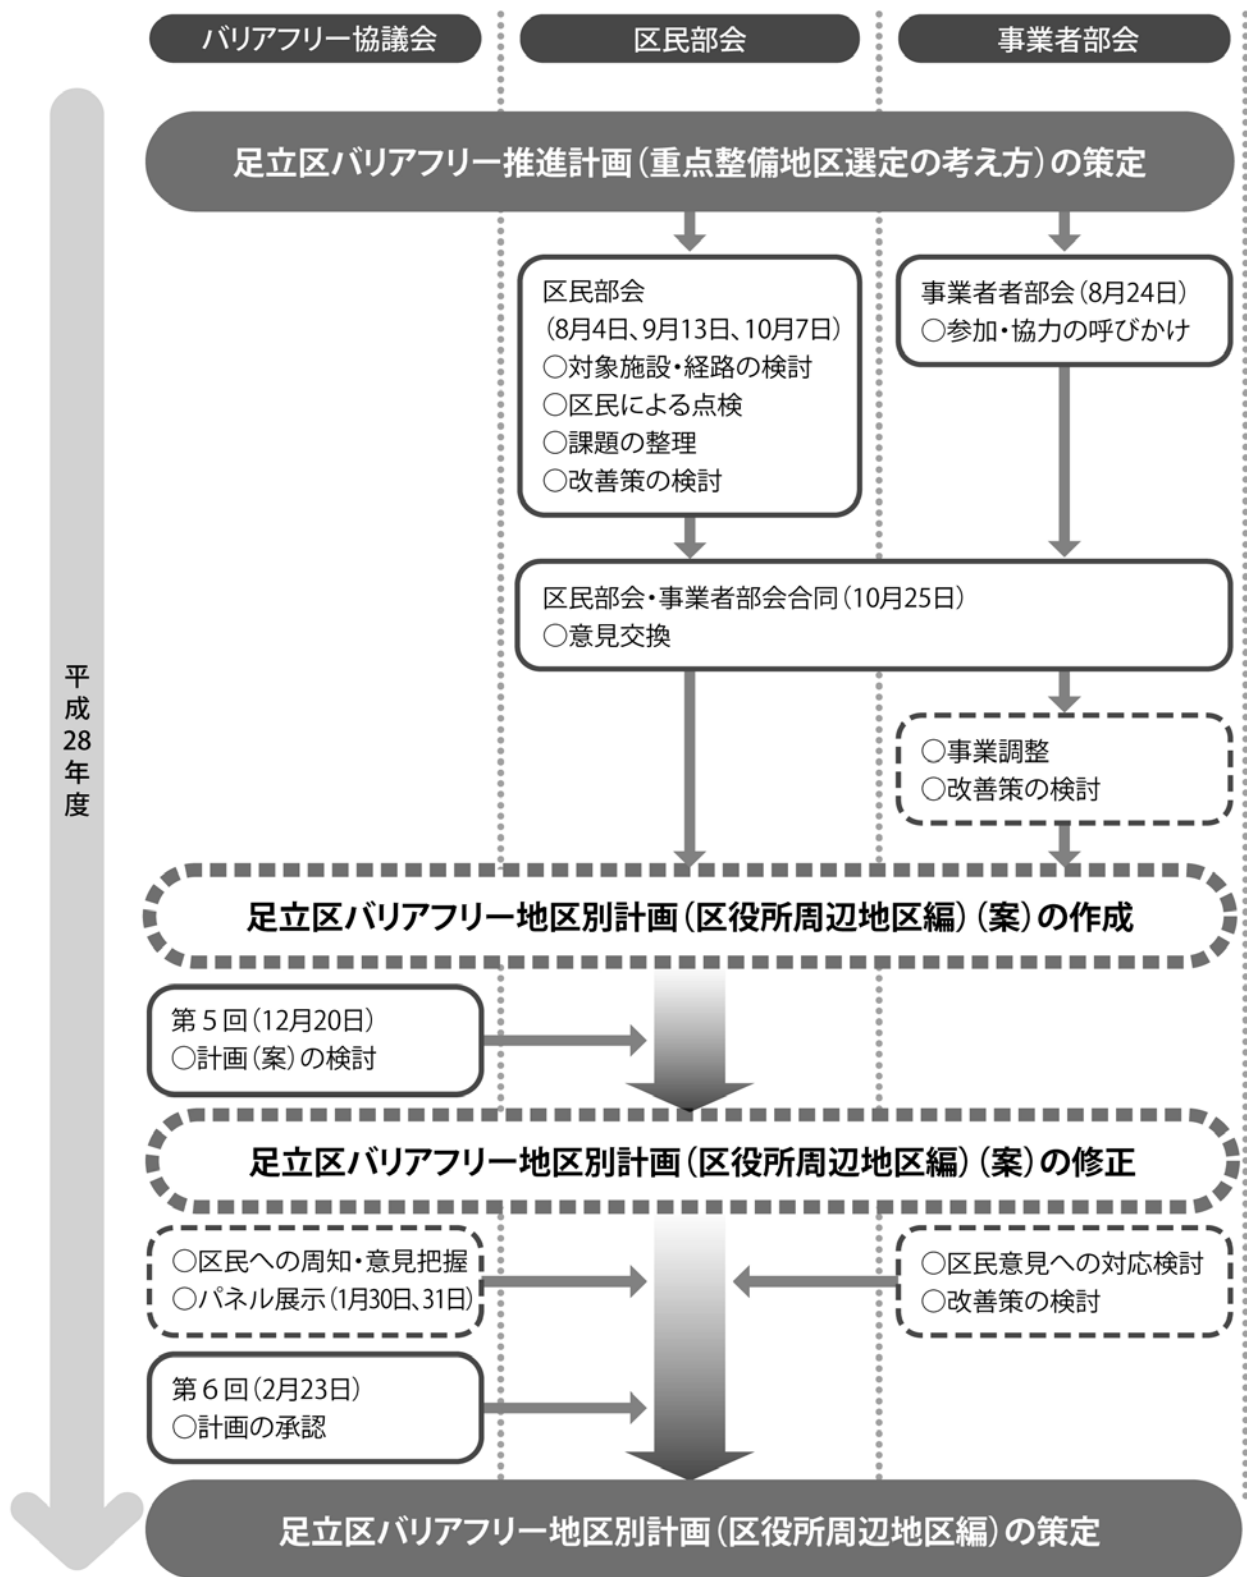 バリアフリー協議会
区民部会
事業者部会
足立区バリアフリー推進計画(重点整備地区選定の考え方)の策定
区民部会
(8月4日、9月13日、10月7日)
○対象施設・経路の検討
○区民による点検
○課題の整理
○改善策の検討
事業者者部会(8月24日)
○参加・協力の呼びかけ
区民部会・事業者部会合同(10月25日)
○意見交換
平成28年度
○事業調整
○改善策の検討
足立区バリアフリー地区別計画(区役所周辺地区編)(案)の作成
第5回(12月20日)
○計画(案)の検討
足立区バリアフリー地区別計画(区役所周辺地区編)(案)の修正
○区民への周知・意見把握
○パネル展示(1月30日、31日)
○区民意見への対応検討
○改善策の検討
第6回(2月23日)
○計画の承認
足立区バリアフリー地区別計画(区役所周辺地区編)の策定